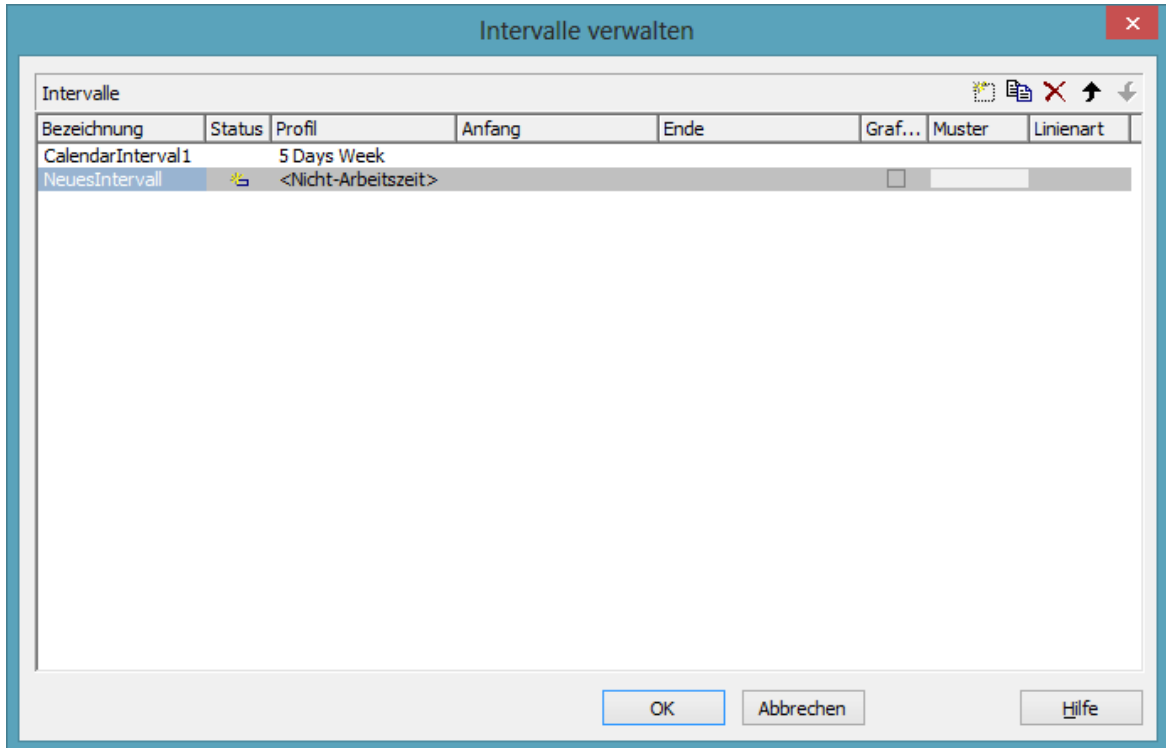 Intervalle verwalten
Intervalle
Bezeichnung Status Profil Anfang Ende Graf... Muster Linienart
CalendarInterval1 5 Days Week
NeuesIntervall <Nicht-Arbeitszeit>
OK Abbrechen Hilfe